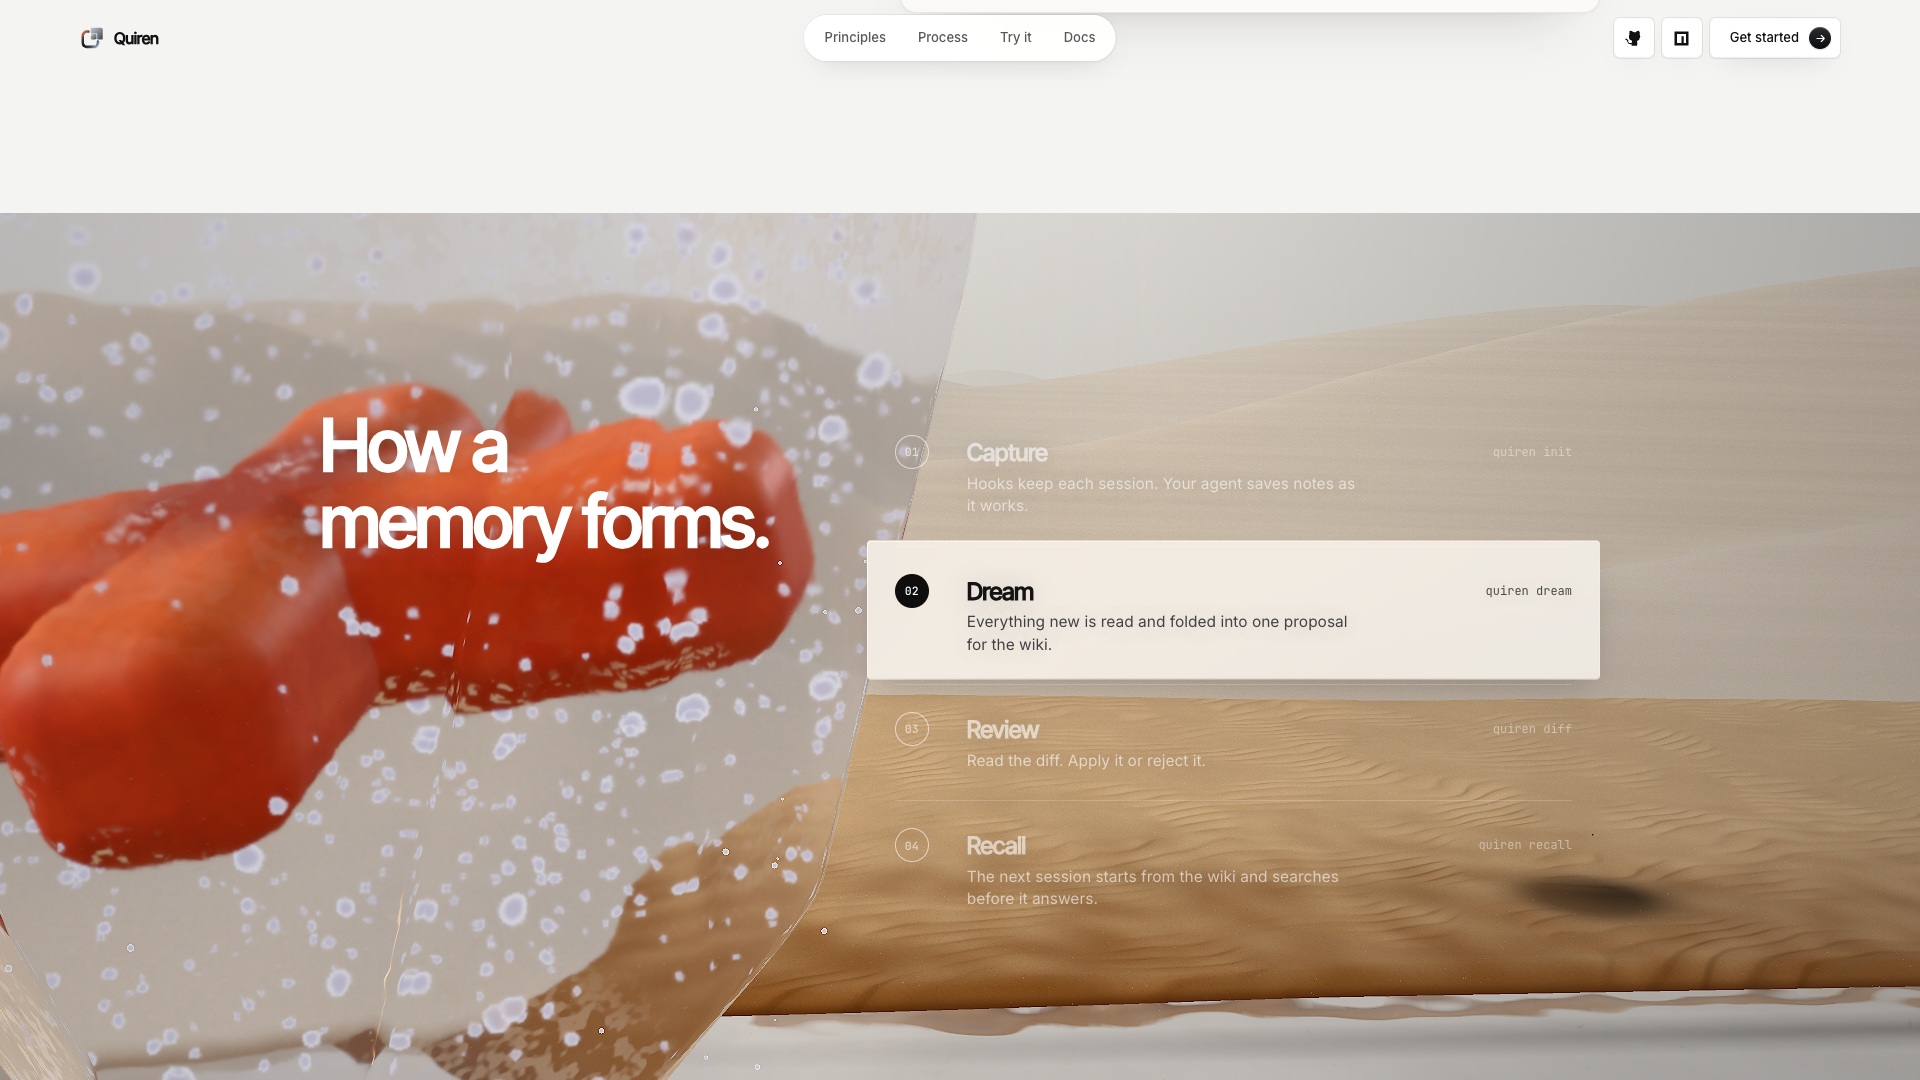 Quiren
Principles
Process
Try it
Docs
Get started
How a
memory forms.
01
Capture
quiren init
Hooks keep each session. Your agent saves notes as
it works.
02
Dream
quiren dream
Everything new is read and folded into one proposal
for the wiki.
03
Review
quiren diff
Read the diff. Apply it or reject it.
04
Recall
quiren recall
The next session starts from the wiki and searches
before it answers.